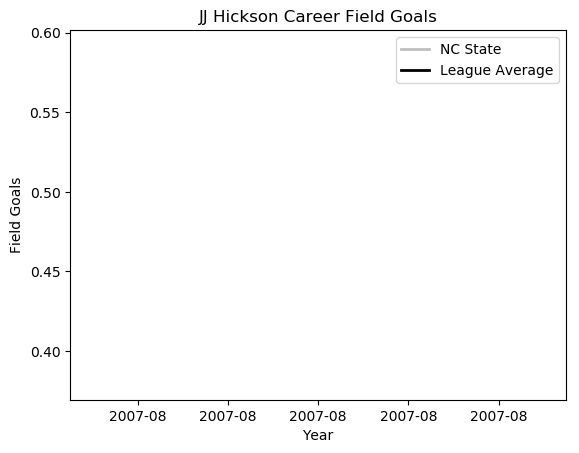 JJ Hickson Career Field Goals
NC State
League Average
0.60
0.55
0.50
0.45
0.40
Field Goals
2007-08 2007-08 2007-08 2007-08 2007-08
Year